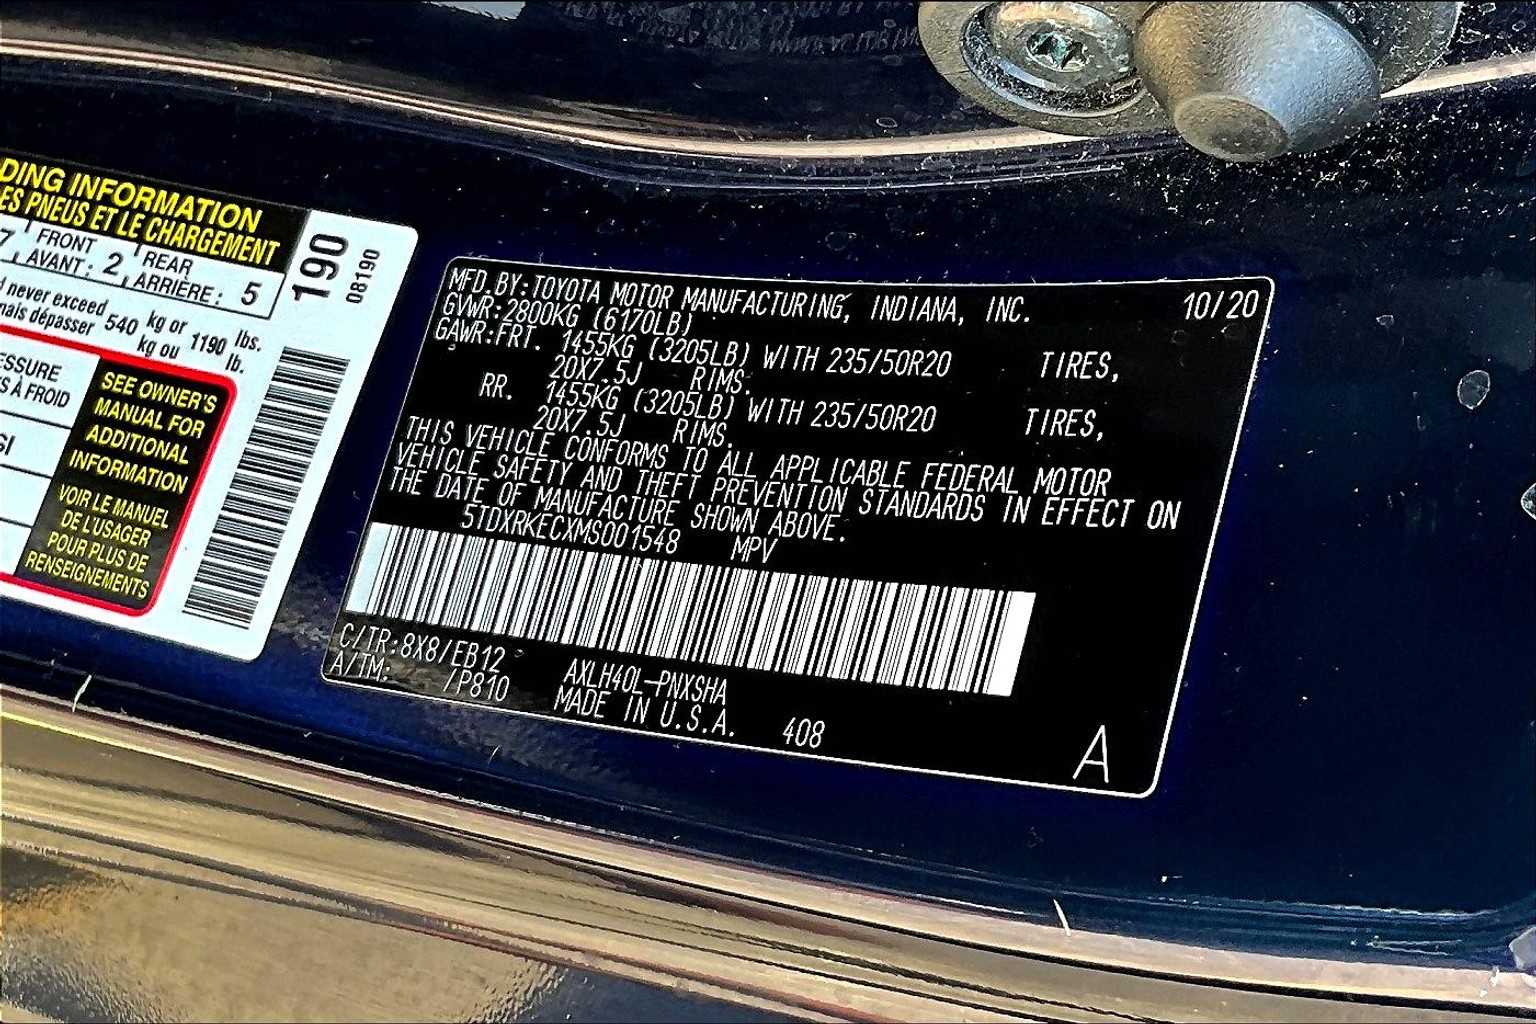 DING INFORMATION
ES PNEUS ET LE CHARGEMENT
7 FRONT 2 REAR 5
AVANT: ARRIÈRE:
never exceed 540 kg or 1190 lbs.
mais dépasser kg ou lb.
ESSURE
S À FROID
SI
SEE OWNER'S
MANUAL FOR
ADDITIONAL
INFORMATION
VOIR LE MANUEL
DE L'USAGER
POUR PLUS DE
RENSEIGNEMENTS
190
08190
MFD. BY: TOYOTA MOTOR MANUFACTURING, INDIANA, INC. 10/20
GVWR: 2800KG (6170LB)
GAWR: FRT. 1455KG (3205LB) WITH 235/50R20 TIRES,
20X7.5J RIMS.
RR. 1455KG (3205LB) WITH 235/50R20 TIRES,
20X7.5J RIMS.
THIS VEHICLE CONFORMS TO ALL APPLICABLE FEDERAL MOTOR
VEHICLE SAFETY AND THEFT PREVENTION STANDARDS IN EFFECT ON
THE DATE OF MANUFACTURE SHOWN ABOVE.
5TDXRKECXMS001548 MPV
C/TR: 8X8/EB12 AXLH40L-PNXSHA
A/TM: /P810 MADE IN U.S.A. 408
A